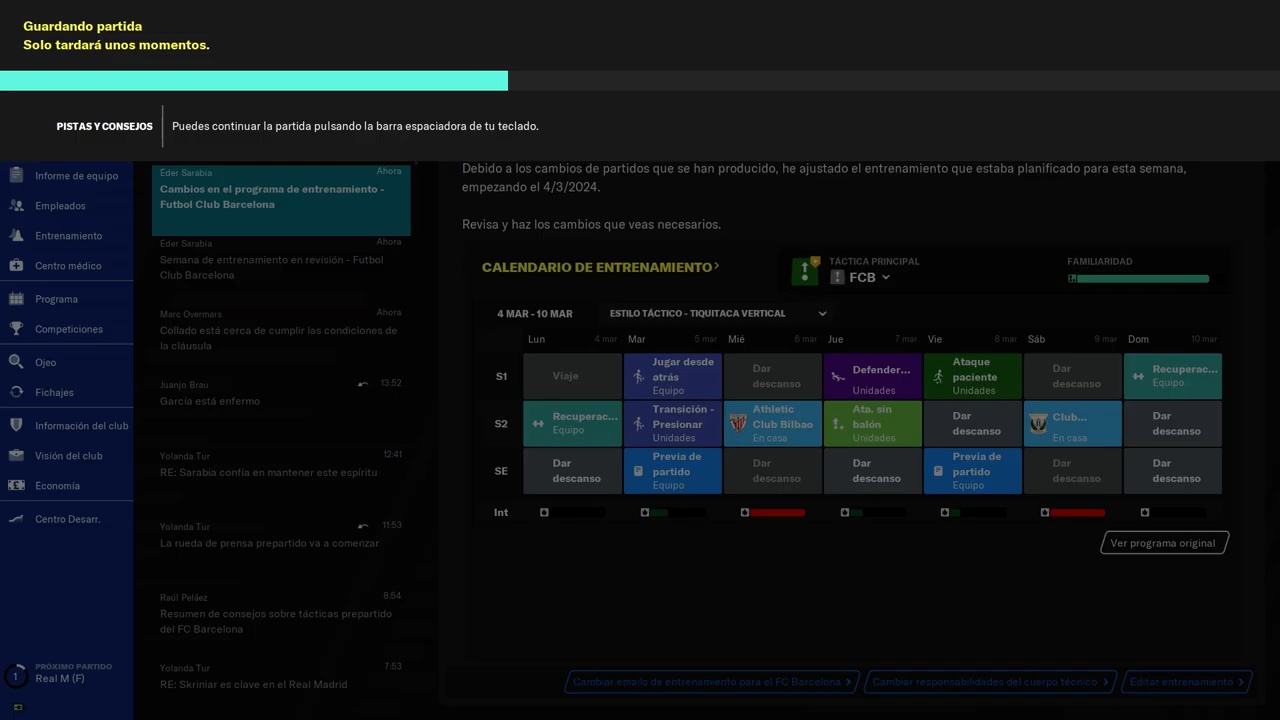 Guardando partida
Solo tardará unos momentos.
PISTAS Y CONSEJOS
Puedes continuar la partida pulsando la barra espaciadora de tu teclado.
Informe de equipo
Empleados
Entrenamiento
Centro médico
Programa
Competiciones
Ojeo
Fichajes
Información del club
Visión del club
Economía
Centro Desarr.
PRÓXIMO PARTIDO
1
Real M (F)
Éder Sarabia
Ahora
Cambios en el programa de entrenamiento -
Futbol Club Barcelona
Éder Sarabia
Ahora
Semana de entrenamiento en revisión - Futbol
Club Barcelona
Marc Overmars
Ahora
Collado está cerca de cumplir las condiciones de
la cláusula
Juanjo Brau
13:52
García está enfermo
Yolanda Tur
12:41
RE: Sarabia confía en mantener este espíritu
Yolanda Tur
11:53
La rueda de prensa prepartido va a comenzar
Raúl Peláez
8:54
Resumen de consejos sobre tácticas prepartido
del FC Barcelona
Yolanda Tur
7:53
RE: Skriniar es clave en el Real Madrid
Debido a los cambios de partidos que se han producido, he ajustado el entrenamiento que estaba planificado para esta semana,
empezando el 4/3/2024.
Revisa y haz los cambios que veas necesarios.
CALENDARIO DE ENTRENAMIENTO
TÁCTICA PRINCIPAL
FCB
FAMILIARIDAD
4 MAR - 10 MAR
ESTILO TÁCTICO - TIQUITACA VERTICAL
Lun 4 mar
Mar 5 mar
Mié 6 mar
Jue 7 mar
Vie 8 mar
Sáb 9 mar
Dom 10 mar
S1
Viaje
Jugar desde
atrás
Equipo
Dar
descanso
Defender...
Unidades
Ataque
paciente
Unidades
Dar
descanso
Recuperac...
Equipo
S2
Recuperac...
Equipo
Transición -
Presionar
Unidades
Athletic
Club Bilbao
En casa
Ata. sin
balón
Unidades
Dar
descanso
Club...
En casa
Dar
descanso
SE
Dar
descanso
Previa de
partido
Equipo
Dar
descanso
Dar
descanso
Previa de
partido
Equipo
Dar
descanso
Dar
descanso
Int
Ver programa original
Cambiar emails de entrenamiento para el FC Barcelona
Cambiar responsabilidades del cuerpo técnico
Editar entrenamiento